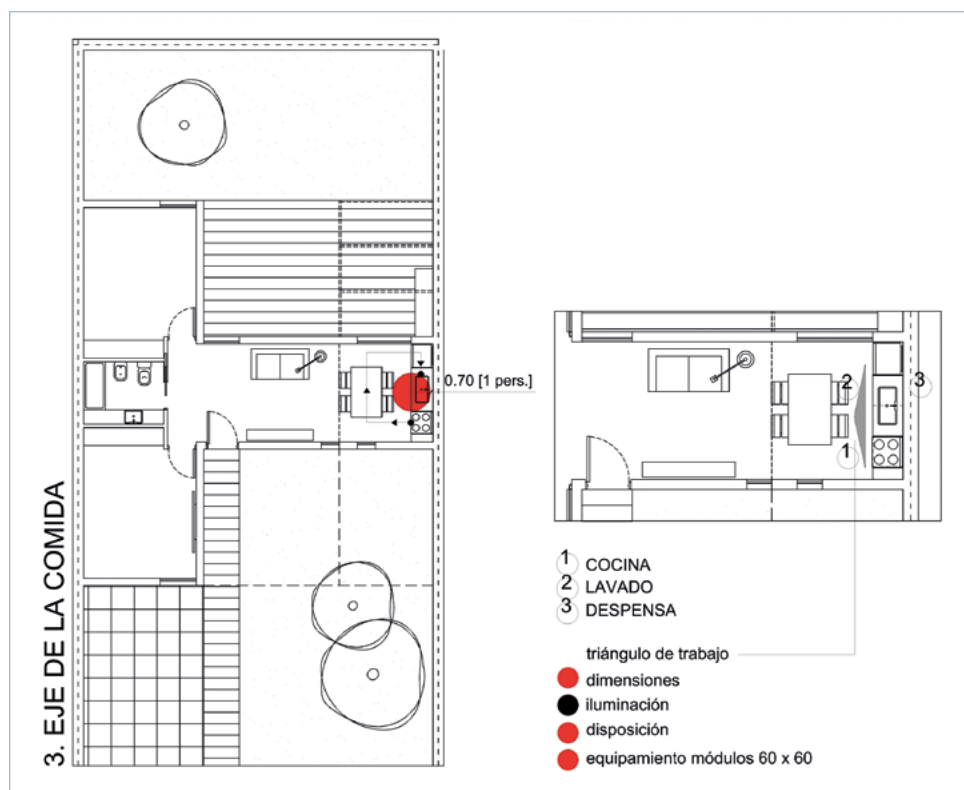 3. EJE DE LA COMIDA
0.70 [1 pers.]
2
3
1
1 COCINA
2 LAVADO
3 DESPENSA
triángulo de trabajo
dimensiones
iluminación
disposición
equipamiento módulos 60 x 60